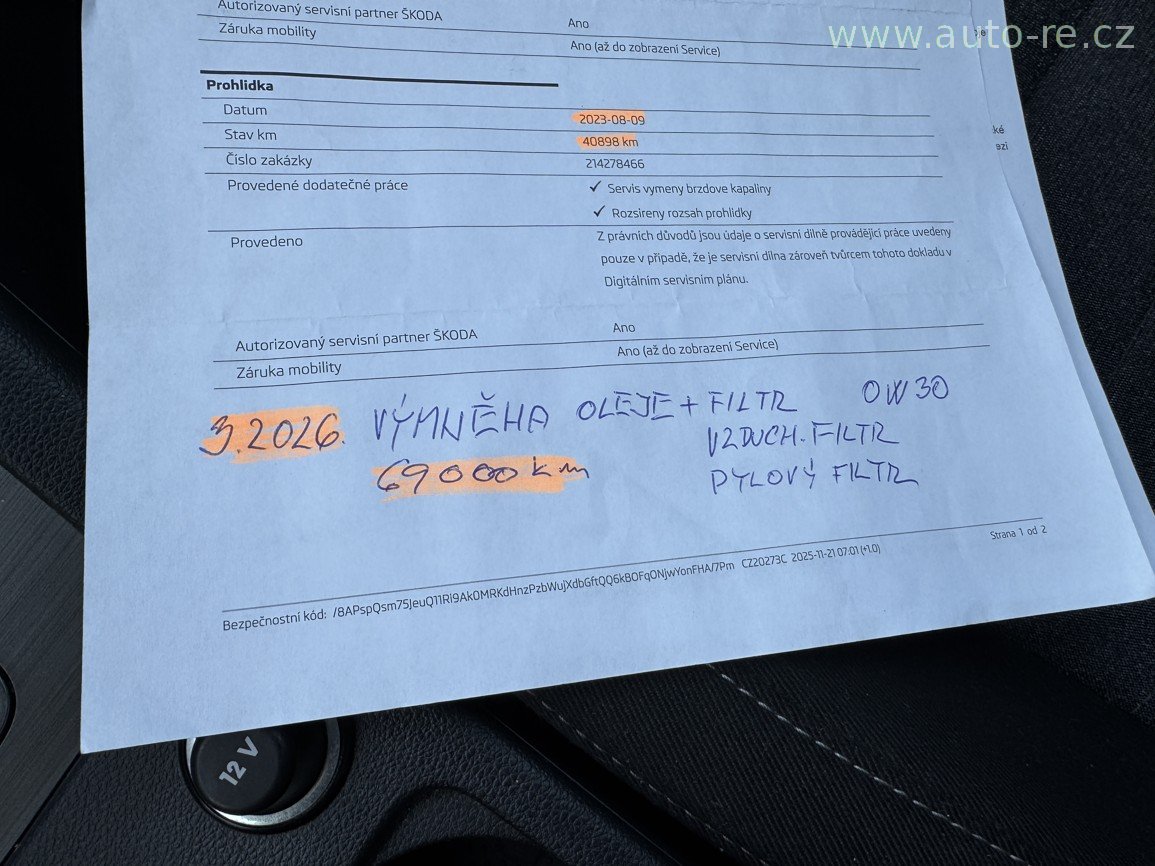 Autorizovaný servisní partner ŠKODA Ano
Záruka mobility Ano (až do zobrazení Service)
www.auto-re.cz
Prohlídka
Datum 2023-08-09
Stav km 40898 km
Číslo zakázky 214278466
Provedené dodatečné práce ✓ Servis vymeny brzdove kapaliny
✓ Rozsireny rozsah prohlidky
Provedeno Z právních důvodů jsou údaje o servisní dílně provádějící práce uvedeny
pouze v případě, že je servisní dílna zároveň tvůrcem tohoto dokladu v
Digitálním servisním plánu.
Autorizovaný servisní partner ŠKODA Ano
Záruka mobility Ano (až do zobrazení Service)
3.2026. VÝMNĚNA OLEJE + FILTR 0W30
VZDUCH. FILTR
69000 km PYLOVÝ FILTR
Strana 1 od 2
Bezpečnostní kód: CZ20273C 2025-11-21 07:01 (+1.0)
ké
azi
12 V